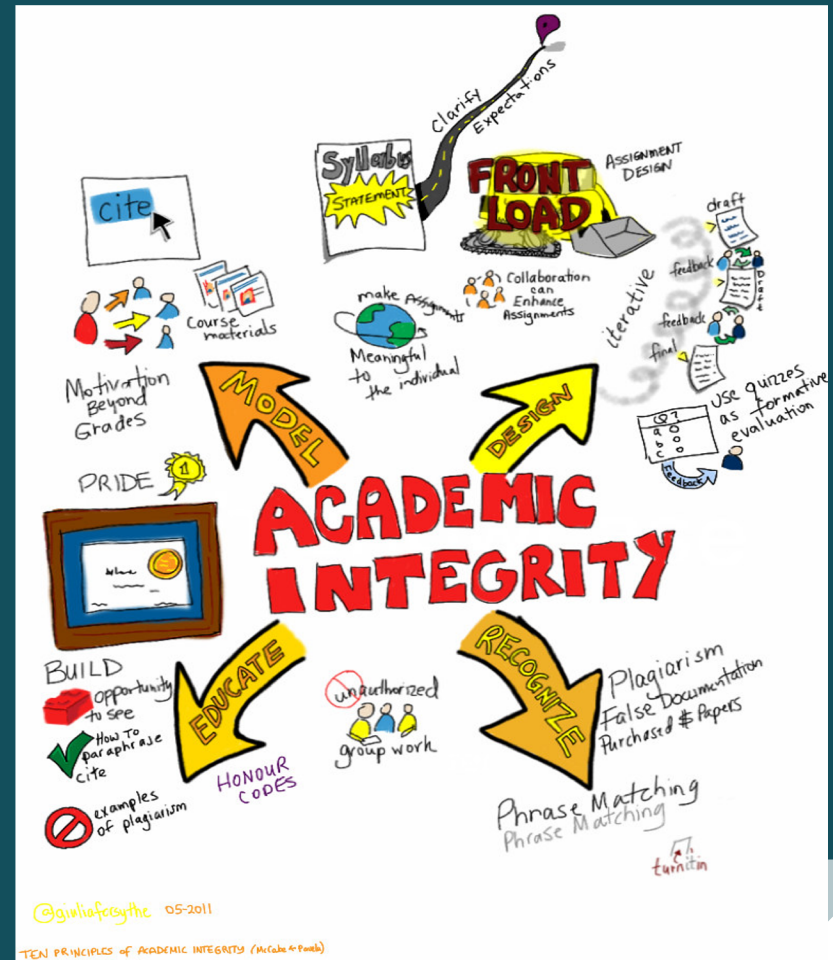 Clarify
Expectations
Syllabus
STATEMENT
FRONT
LOAD
ASSIGNMENT
DESIGN
cite
Course
materials
Motivation
Beyond
Grades
MODEL
make Assignments
Meaningful
to
the individual
Collaboration
can
Enhance
Assignments
iterative
draft
feedback
Draft
feedback
final
Q?
a
b
c
Feedback
Use quizzes
as formative
evaluation
DESIGN
PRIDE
1
ACADEMIC
INTEGRITY
BUILD
opportunity
to see
How To
paraphrase
cite
examples
of plagiarism
EDUCATE
HONOUR
CODES
unauthorized
group work
RECOGNIZE
Plagiarism
False Documentation
Purchased $ Papers
Phrase Matching
Phrase Matching
turnitin
@giuliaforsythe 05-2011
TEN PRINCIPLES of ACADEMIC INTEGRITY (McCabe &